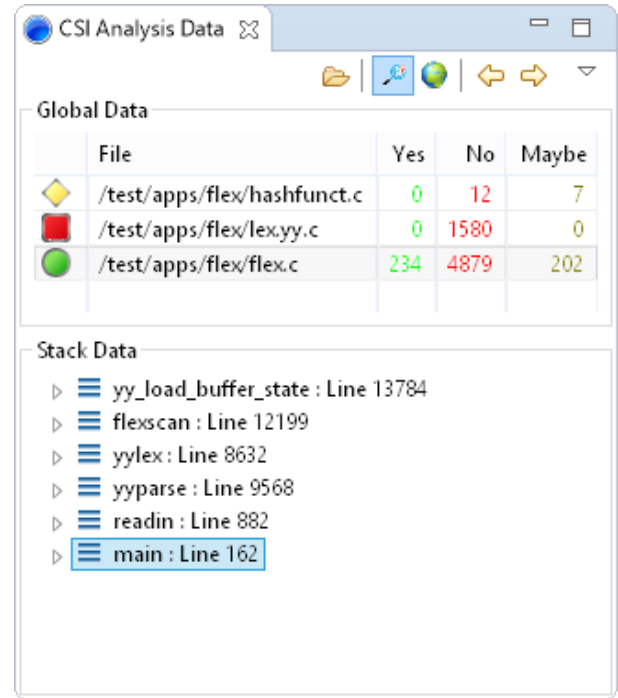 CSI Analysis Data
Global Data
File Yes No Maybe
/test/apps/flex/hashfunct.c 0 12 7
/test/apps/flex/lex.yy.c 0 1580 0
/test/apps/flex/flex.c 234 4879 202
Stack Data
yy_load_buffer_state : Line 13784
flexscan : Line 12199
yylex : Line 8632
yyparse : Line 9568
readin : Line 882
main : Line 162